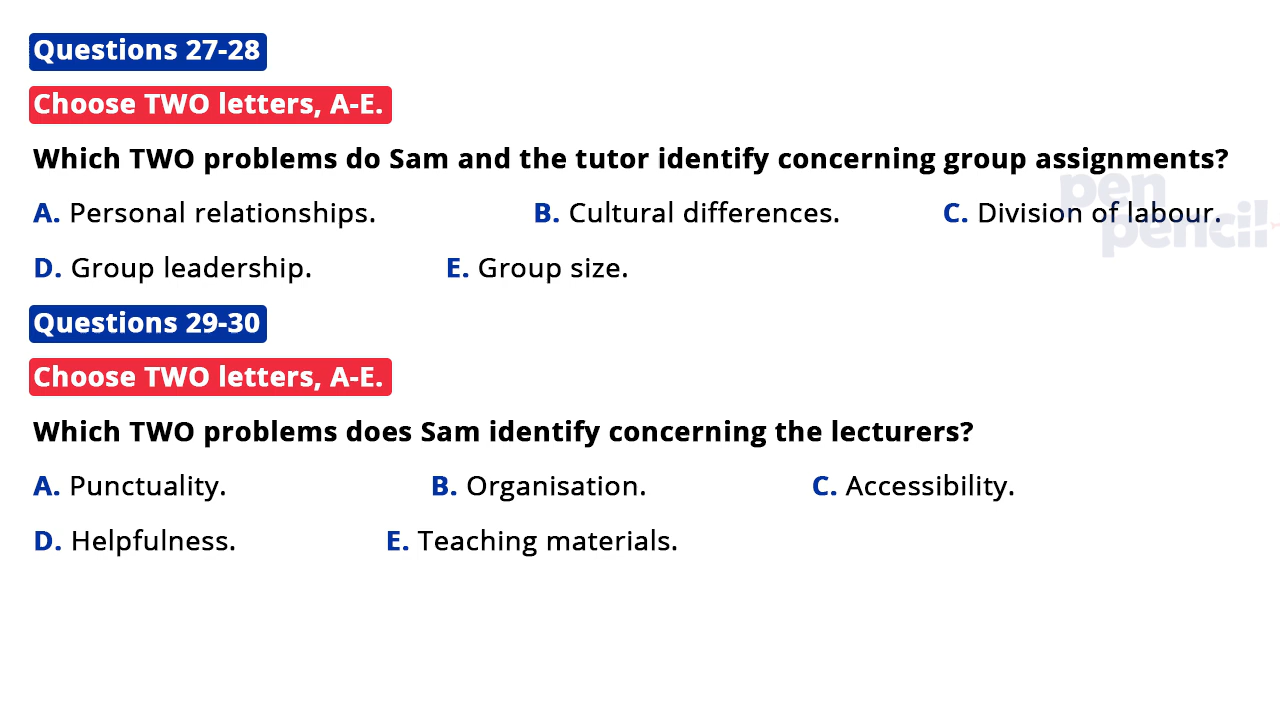 Questions 27-28
Choose TWO letters, A-E.
Which TWO problems do Sam and the tutor identify concerning group assignments?
A. Personal relationships. B. Cultural differences. C. Division of labour.
pen
pencil
D. Group leadership. E. Group size.
Questions 29-30
Choose TWO letters, A-E.
Which TWO problems does Sam identify concerning the lecturers?
A. Punctuality. B. Organisation. C. Accessibility.
D. Helpfulness. E. Teaching materials.